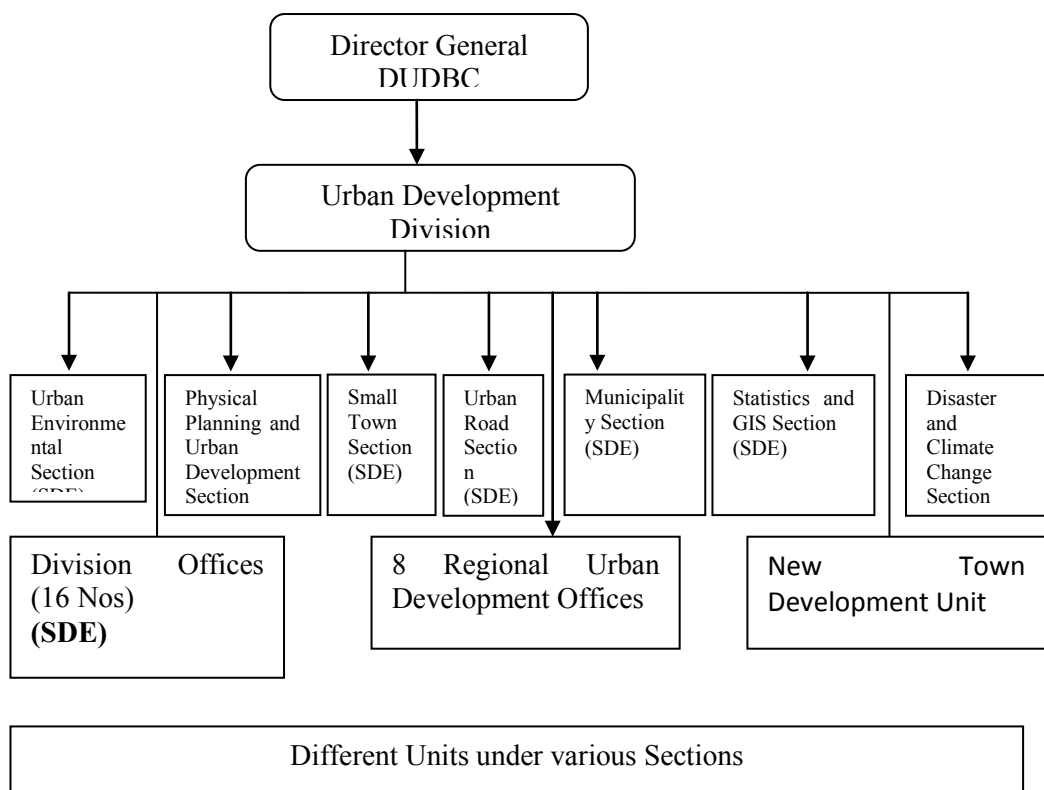 Director General
DUDBC
Urban Development
Division
Urban
Environme
ntal
Section
(SDE)
Physical
Planning and
Urban
Development
Section
Small
Town
Section
(SDE)
Urban
Road
Sectio
n
(SDE)
Municipalit
y Section
(SDE)
Statistics and
GIS Section
(SDE)
Disaster
and
Climate
Change
Section
Division Offices
(16 Nos)
(SDE)
8 Regional Urban
Development Offices
New Town
Development Unit
Different Units under various Sections